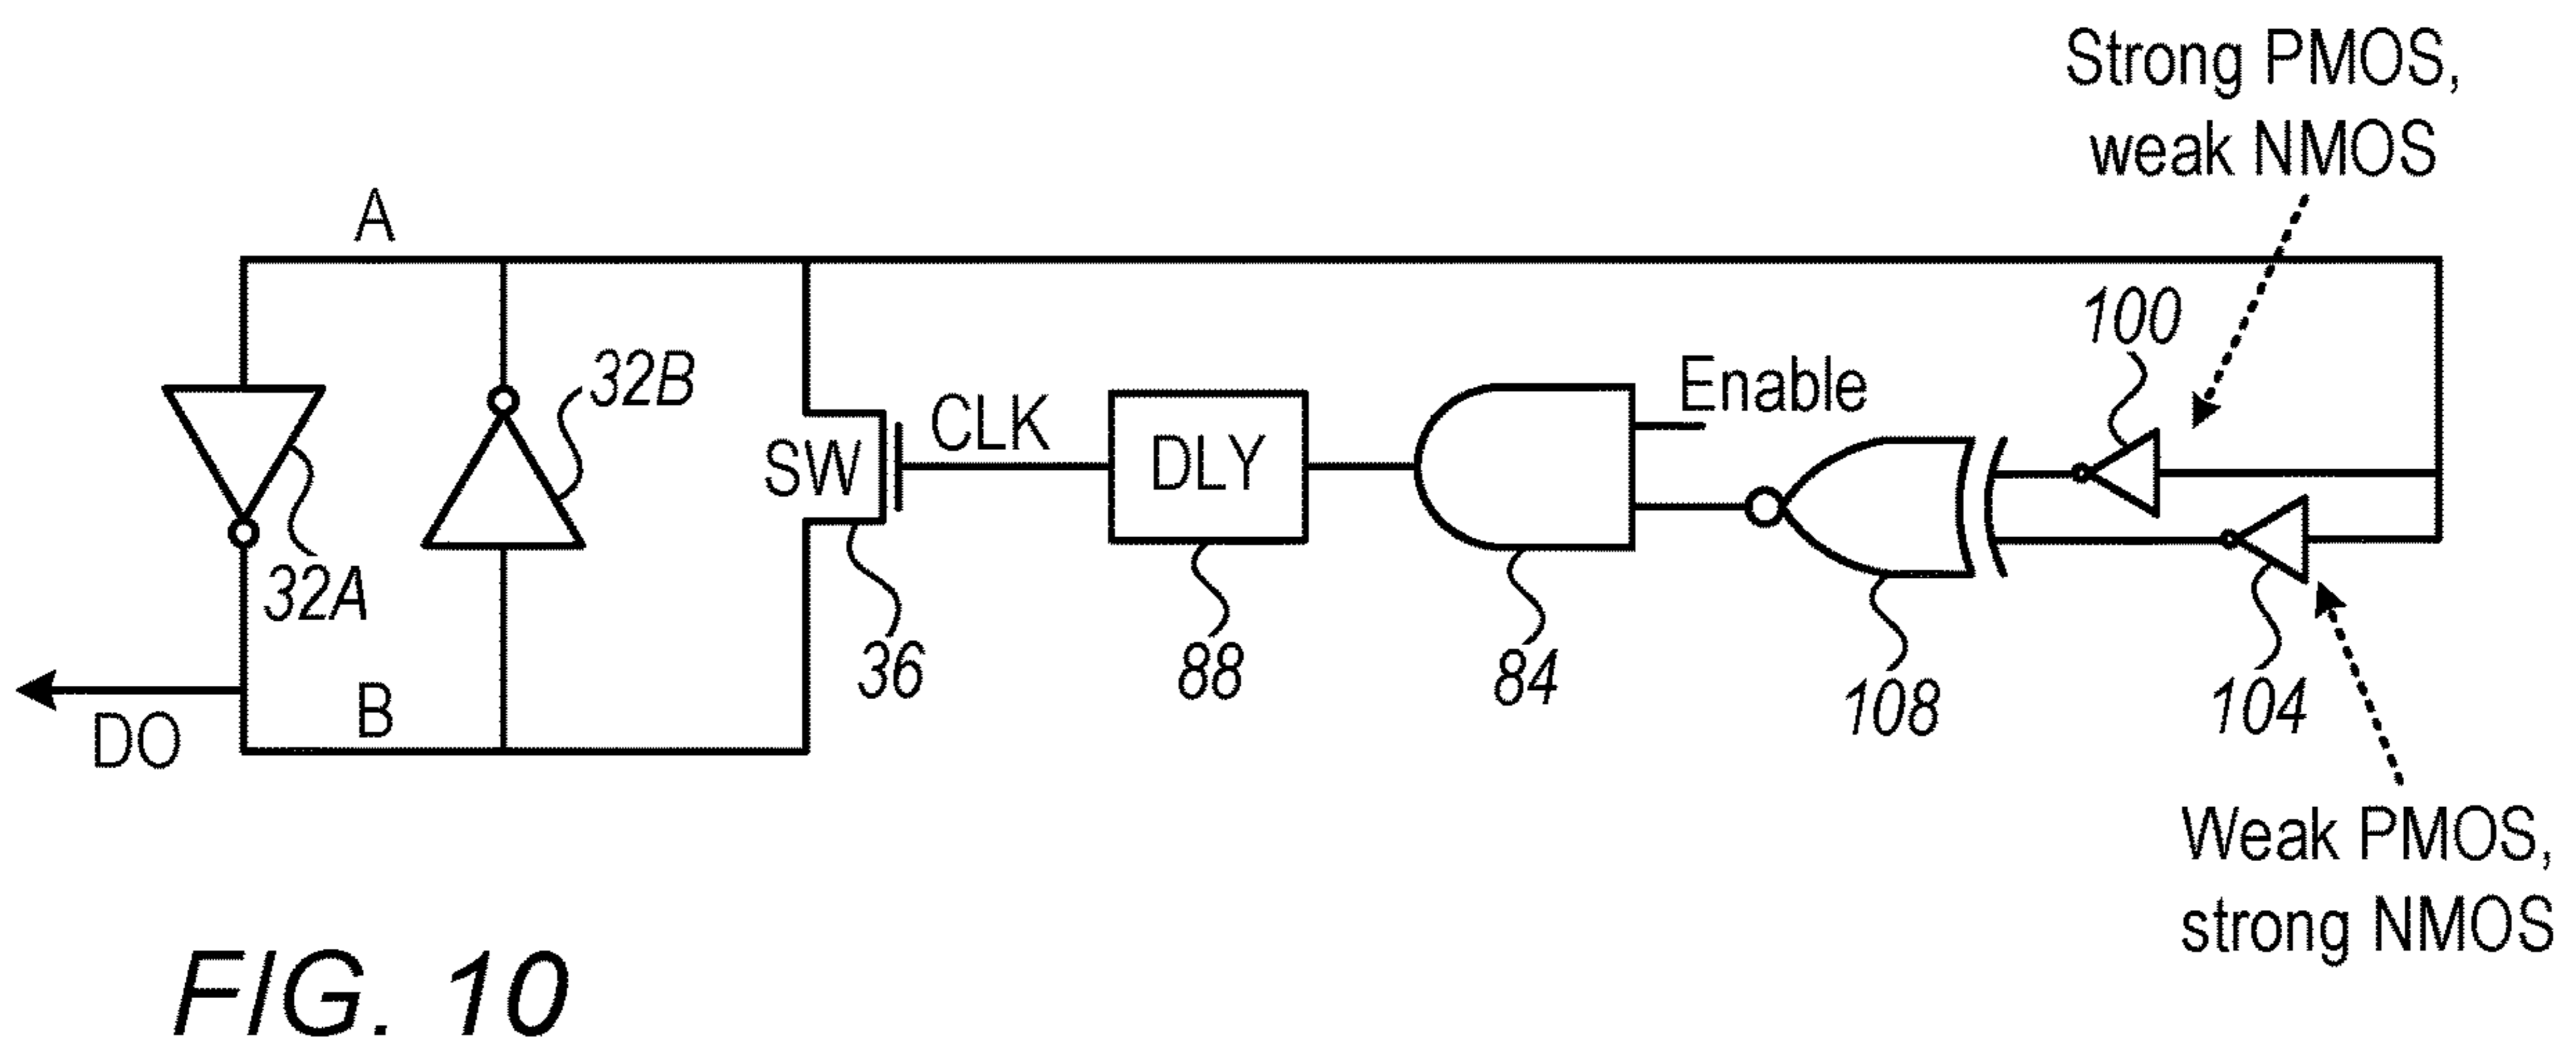 Strong PMOS,
weak NMOS
A
100
32B
Enable
CLK
SW
DLY
32A
36
88
84
108
104
B
DO
Weak PMOS,
strong NMOS
FIG. 10